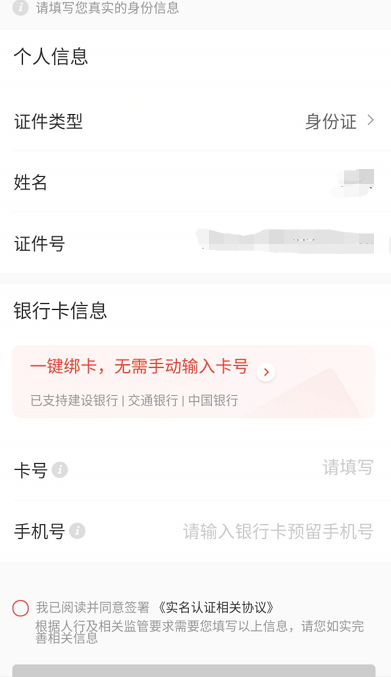 请填写您真实的身份信息
个人信息
证件类型 身份证
姓名
证件号
银行卡信息
一键绑卡，无需手动输入卡号
已支持建设银行 | 交通银行 | 中国银行
卡号 请填写
手机号 请输入银行卡预留手机号
我已阅读并同意签署 《实名认证相关协议》
根据人行及相关监管要求需要您填写以上信息，请您如实完
善相关信息